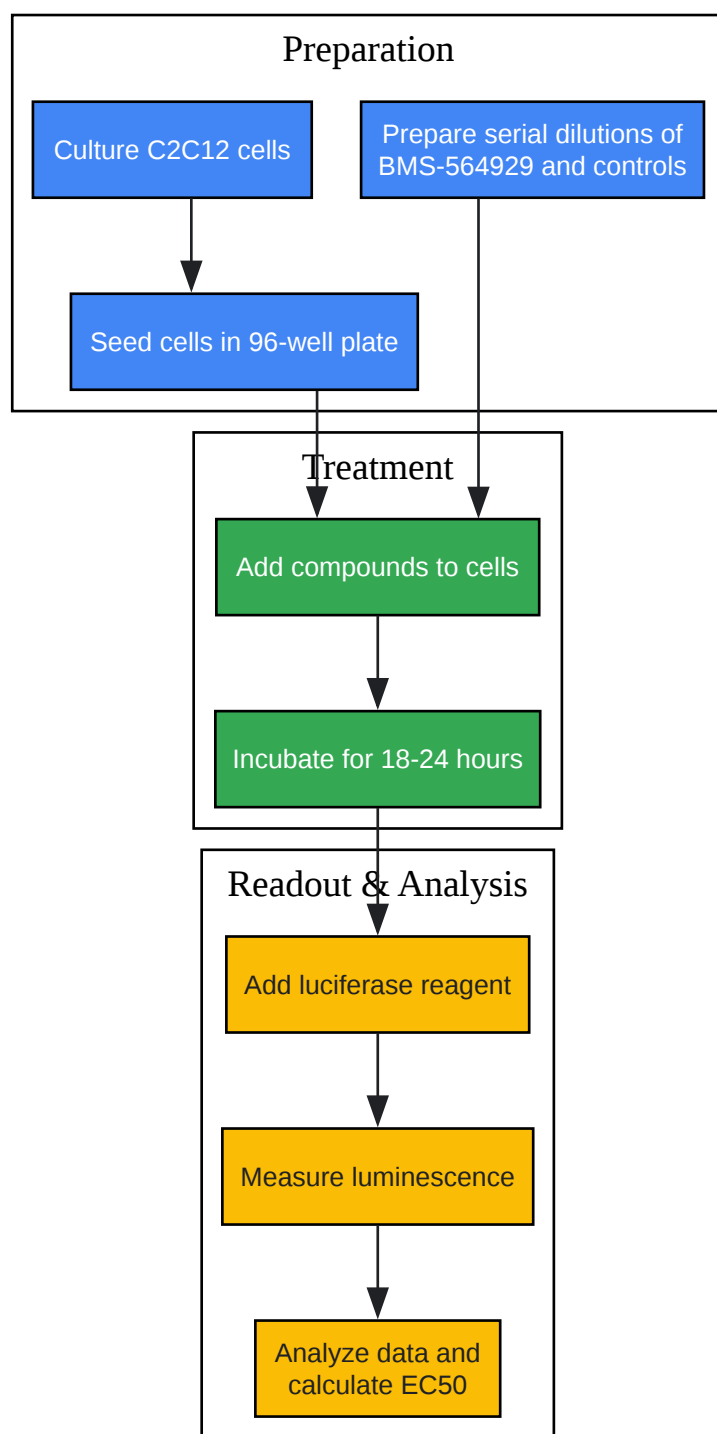 Preparation
Culture C2C12 cells
Prepare serial dilutions of
BMS-564929 and controls
Seed cells in 96-well plate
Treatment
Add compounds to cells
Incubate for 18-24 hours
Readout & Analysis
Add luciferase reagent
Measure luminescence
Analyze data and
calculate EC50